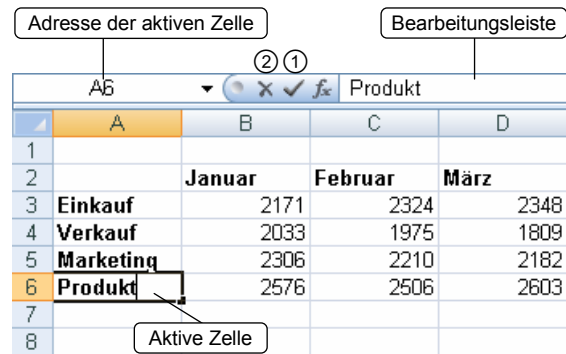 Adresse der aktiven Zelle Bearbeitungsleiste
② ①
A6 fx Produkt
A B C D
1
2 Januar Februar März
3 Einkauf 2171 2324 2348
4 Verkauf 2033 1975 1809
5 Marketing 2306 2210 2182
6 Produkt 2576 2506 2603
7
8 Aktive Zelle